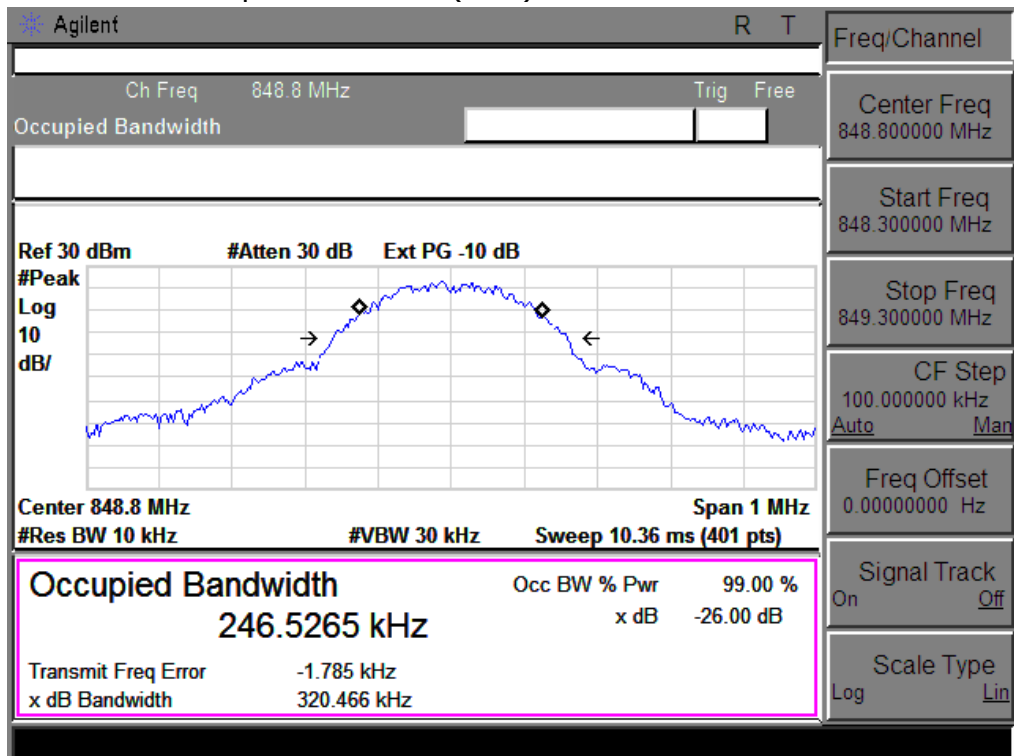 Agilent R T
Ch Freq 848.8 MHz Trig Free
Occupied Bandwidth
Ref 30 dBm #Atten 30 dB Ext PG -10 dB
#Peak
Log
10
dB/
Center 848.8 MHz Span 1 MHz
#Res BW 10 kHz #VBW 30 kHz Sweep 10.36 ms (401 pts)
Occupied Bandwidth Occ BW % Pwr 99.00 %
246.5265 kHz x dB -26.00 dB
Transmit Freq Error -1.785 kHz
x dB Bandwidth 320.466 kHz
Freq/Channel
Center Freq
848.800000 MHz
Start Freq
848.300000 MHz
Stop Freq
849.300000 MHz
CF Step
100.000000 kHz
Auto Man
Freq Offset
0.00000000 Hz
Signal Track
On Off
Scale Type
Log Lin